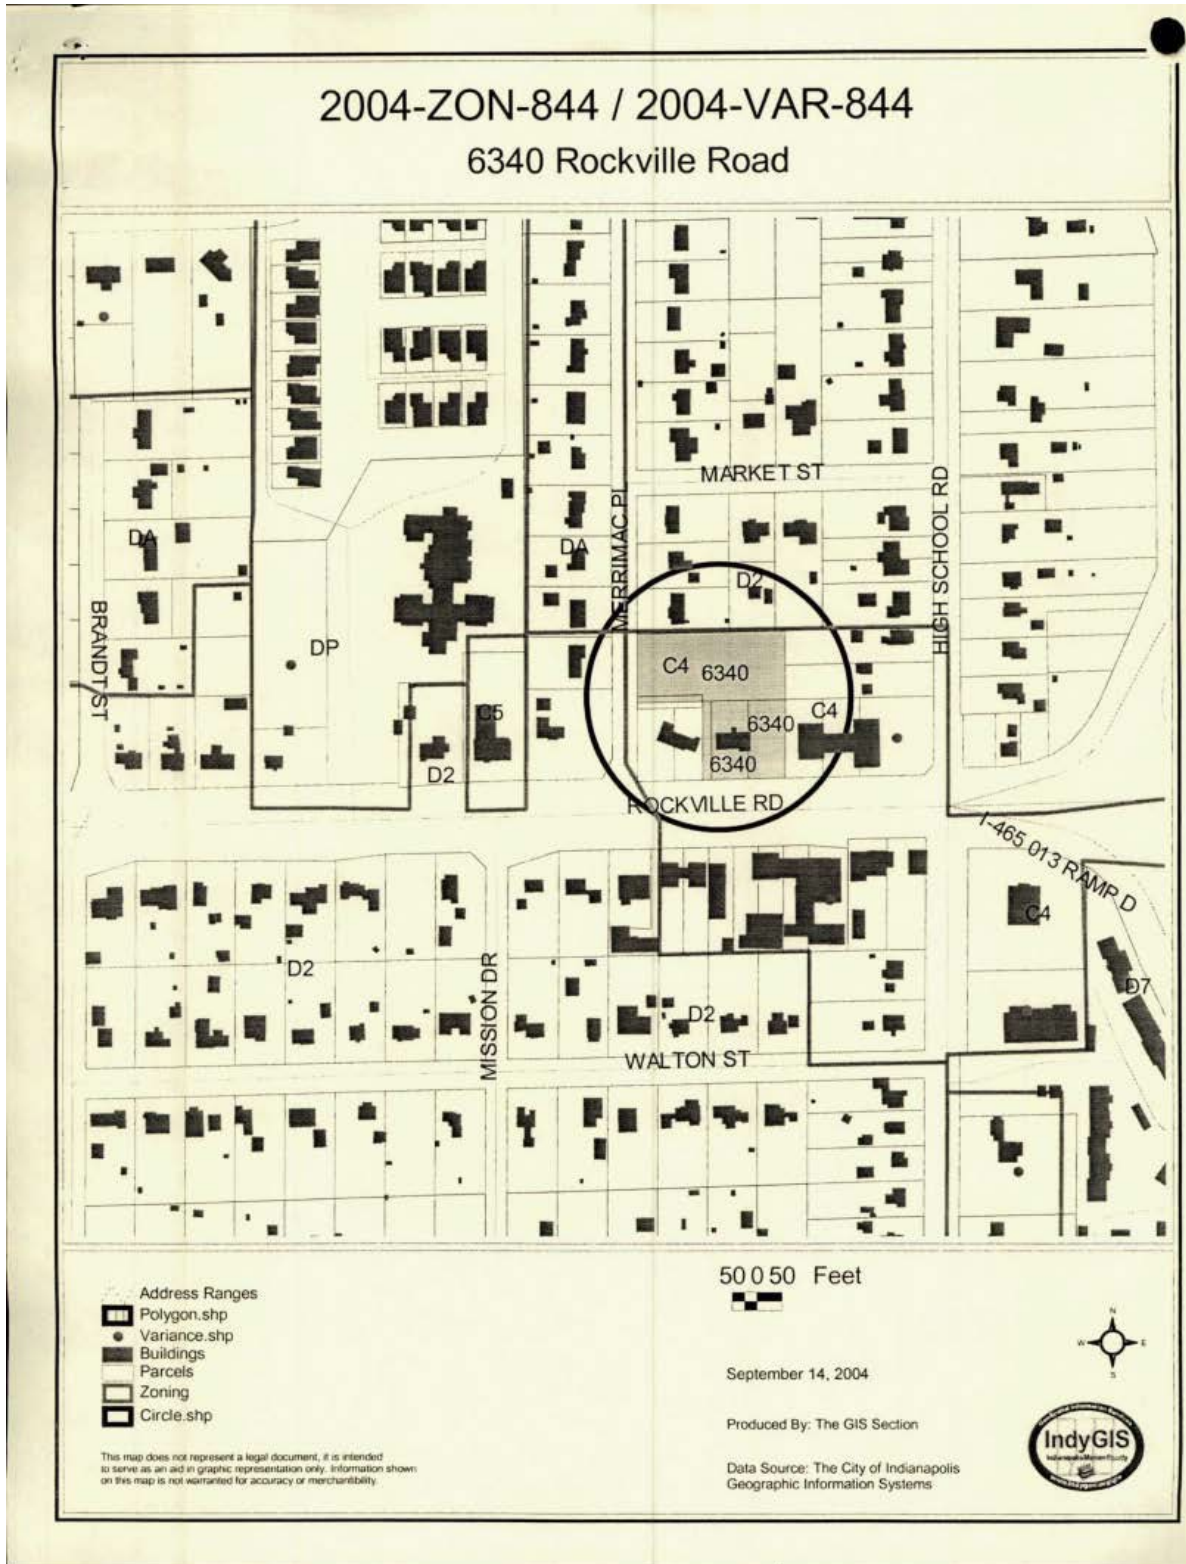 2004-ZON-844 / 2004-VAR-844
6340 Rockville Road
MARKET ST
HIGH SCHOOL RD
MERRIMAC PL
BRANDT ST
DA
DA
D2
DP
C4
6340
C5
6340
C4
6340
D2
ROCKVILLE RD
I-465 013 RAMP D
C4
D2
MISSION DR
D2
D7
WALTON ST
Address Ranges
Polygon.shp
Variance.shp
Buildings
Parcels
Zoning
Circle.shp
This map does not represent a legal document, it is intended
to serve as an aid in graphic representation only. Information shown
on this map is not warranted for accuracy or merchantibility.
50 0 50 Feet
September 14, 2004
Produced By: The GIS Section
Data Source: The City of Indianapolis
Geographic Information Systems
N
W
E
S
IndyGIS